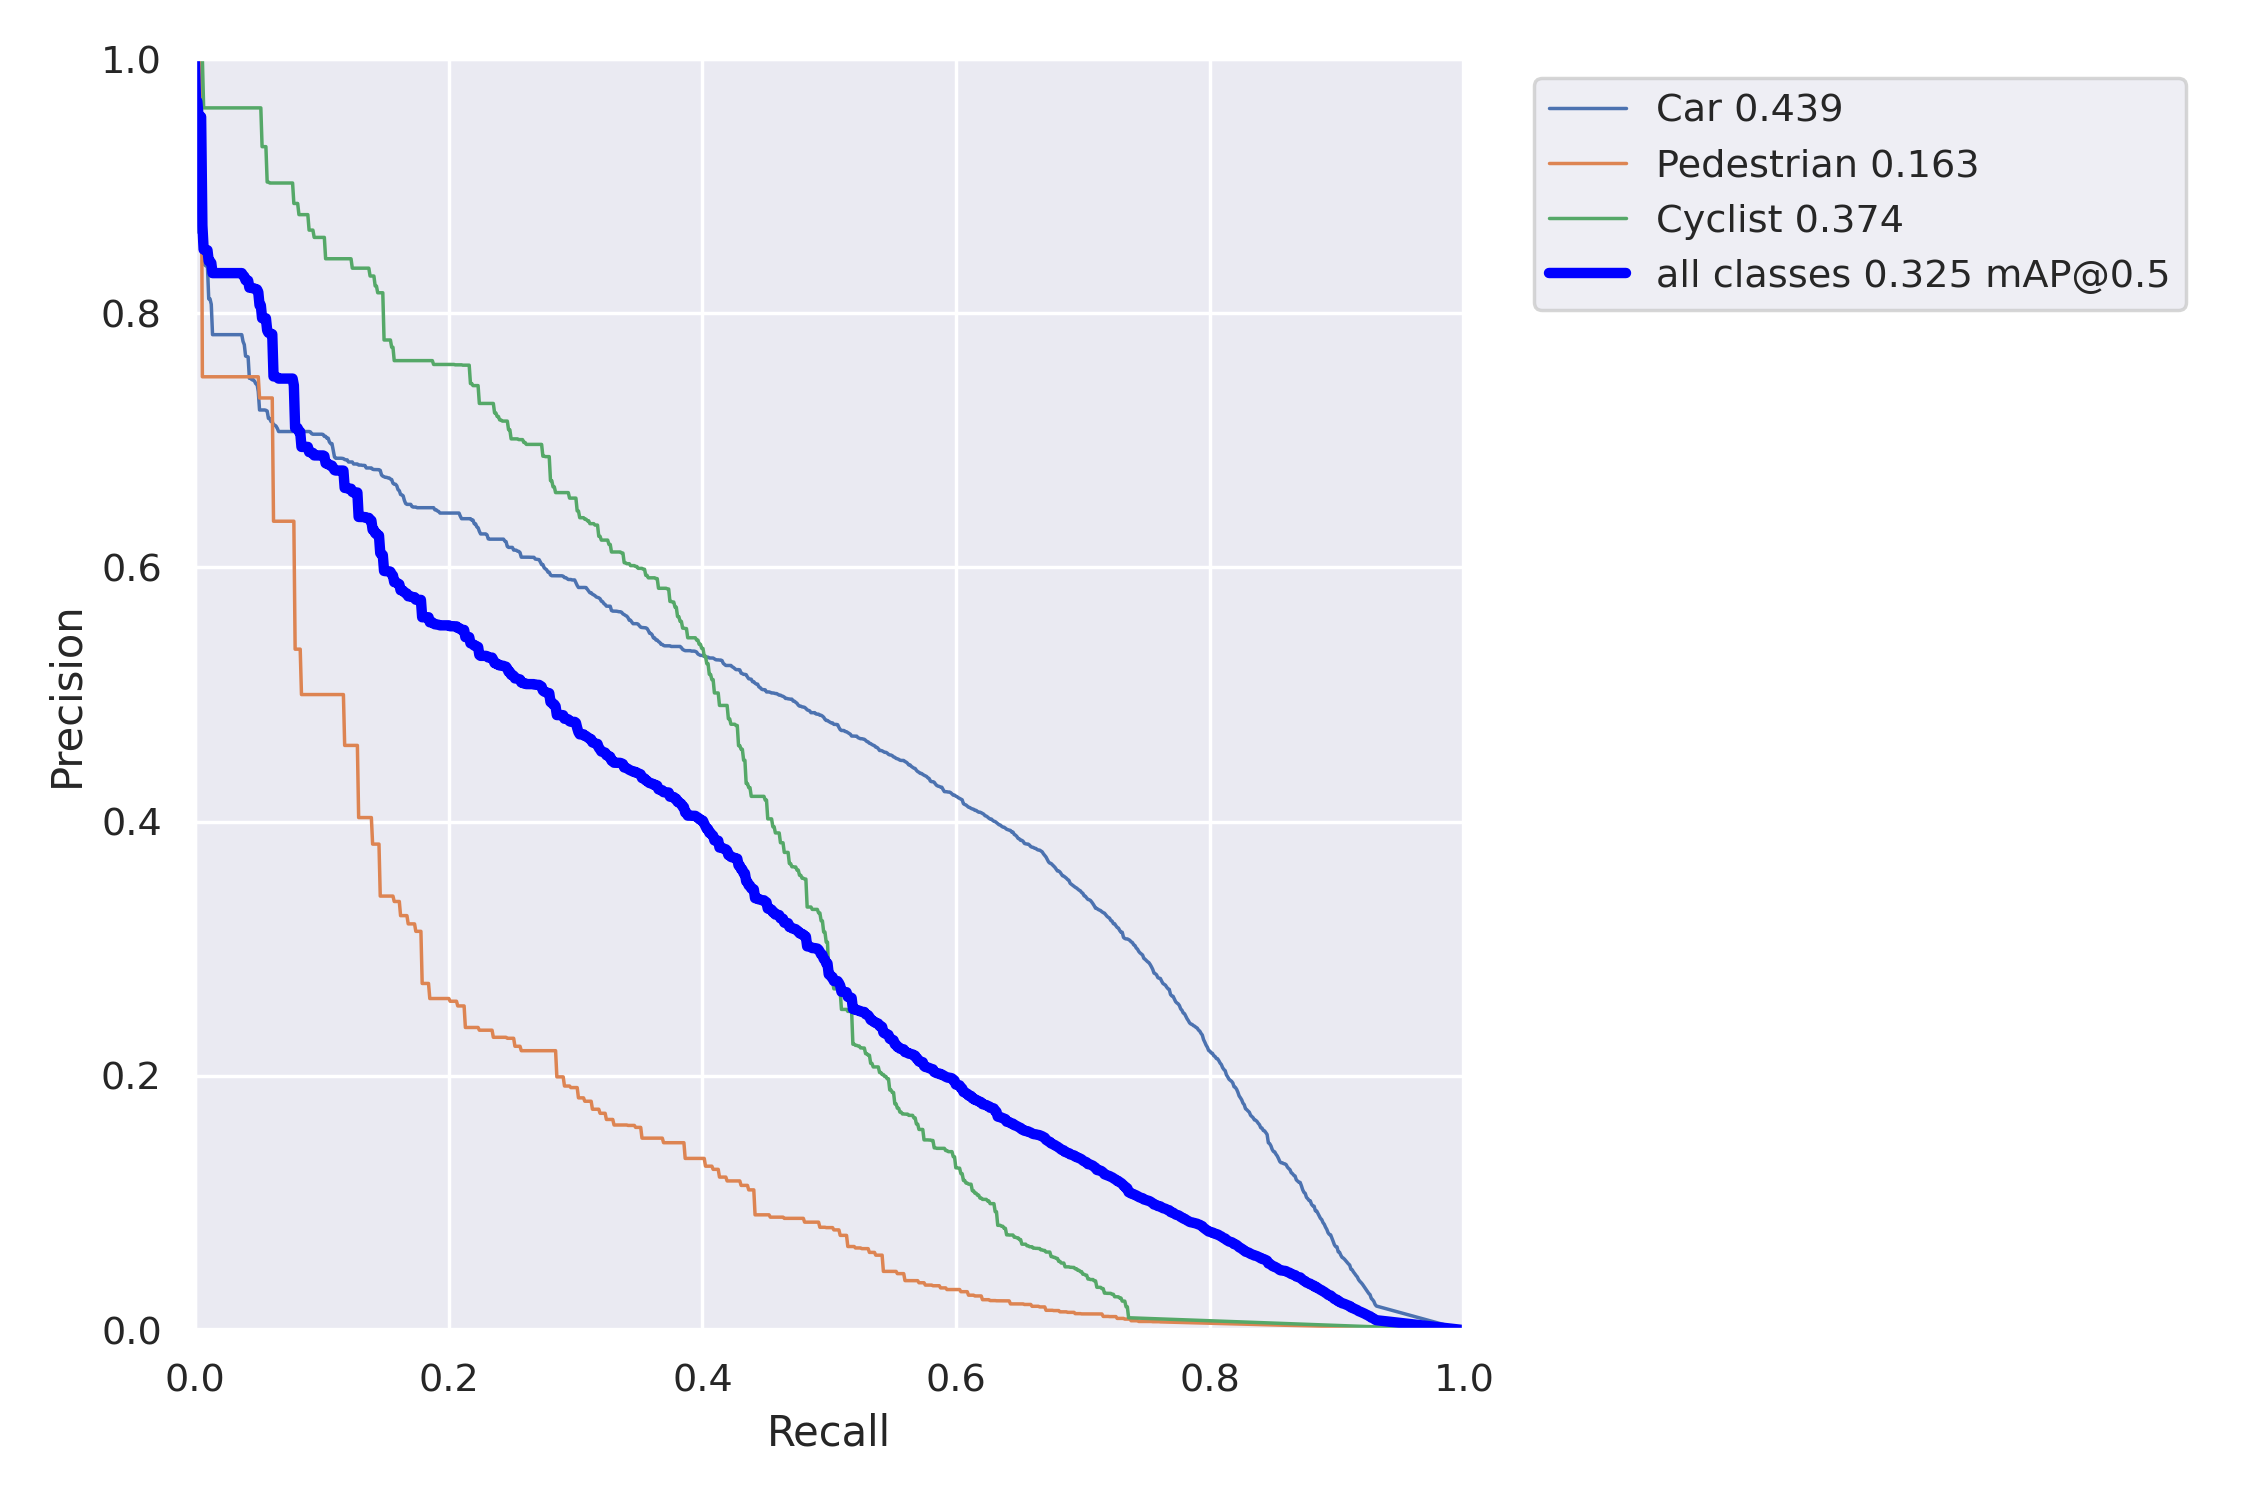 1.0
0.8
0.6
0.4
0.2
0.0
Precision
0.0 0.2 0.4 0.6 0.8 1.0
Recall
Car 0.439
Pedestrian 0.163
Cyclist 0.374
all classes 0.325 mAP@0.5